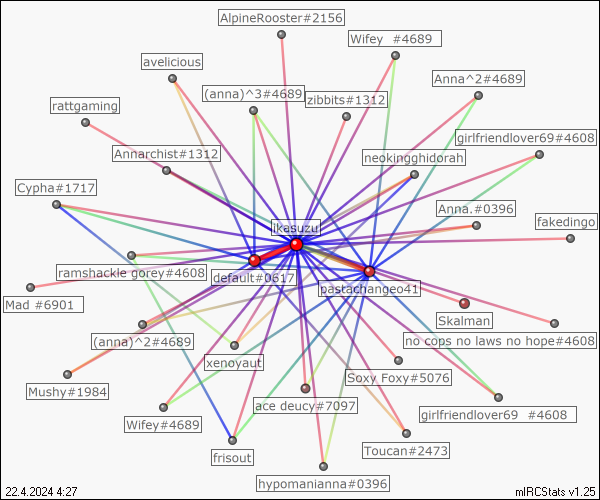 AlpineRooster#2156
Wifey  #4689
avelicious
Anna^2#4689
(anna)^3#4689
zibbits#1312
rattgaming
girlfriendlover69#4608
Annarchist#1312
neokingghidorah
Cypha#1717
Anna.#0396
ikasuzu
fakedingo
ramshackle gorey#4608
default#0617
pastachangeo41
Mad #6901
Skalman
(anna)^2#4689
no cops no laws no hope#4608
xenoyaut
Soxy Foxy#5076
Mushy#1984
ace deucy#7097
girlfriendlover69  #4608
Wifey#4689
Toucan#2473
frisout
hypomanianna#0396
22.4.2024 4:27
mIRCStats v1.25